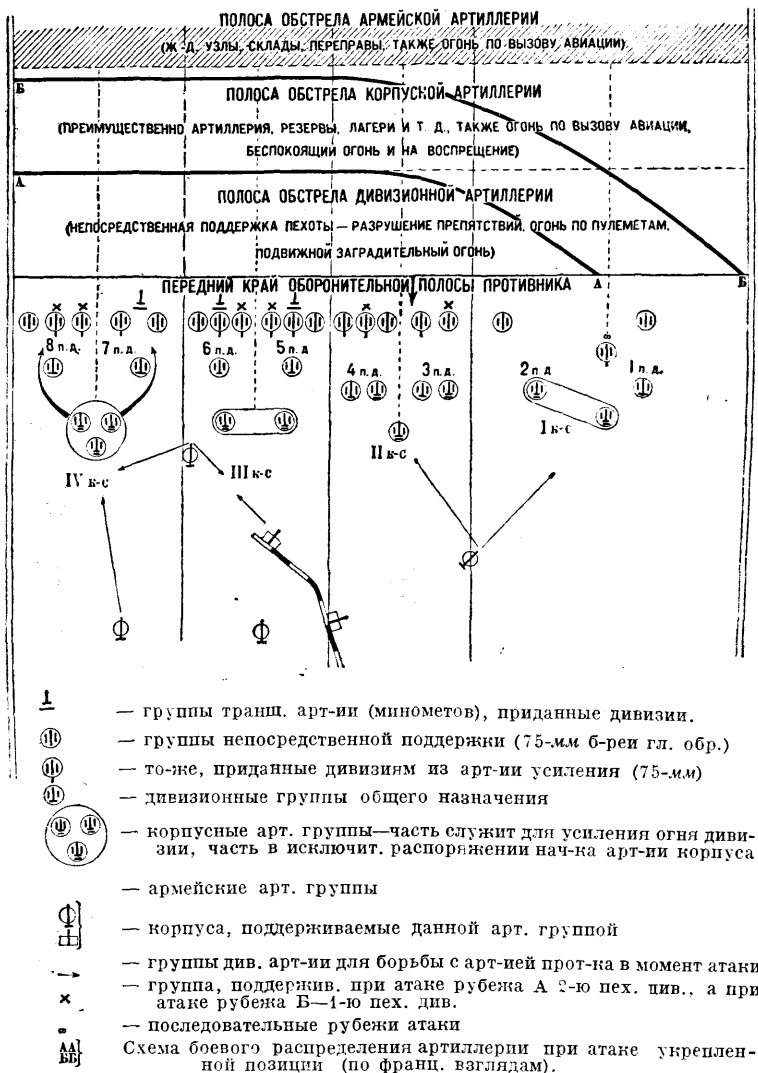 ПОЛОСА ОБСТРЕЛА АРМЕЙСКОЙ АРТИЛЛЕРИИ
(Ж-Д. УЗЛЫ, СКЛАДЫ, ПЕРЕПРАВЫ, ТАКЖЕ ОГОНЬ ПО ВЫЗОВУ АВИАЦИИ)
Б
ПОЛОСА ОБСТРЕЛА КОРПУСКОЙ АРТИЛЛЕРИИ
(ПРЕИМУЩЕСТВЕННО АРТИЛЛЕРИЯ, РЕЗЕРВЫ, ЛАГЕРИ И Т. Д., ТАКЖЕ ОГОНЬ ПО ВЫЗОВУ АВИАЦИИ,
БЕСПОКОЯЩИЙ ОГОНЬ И НА ВОСПРЕЩЕНИЕ)
А
ПОЛОСА ОБСТРЕЛА ДИВИЗИОННОЙ АРТИЛЛЕРИИ
(НЕПОСРЕДСТВЕННАЯ ПОДДЕРЖКА ПЕХОТЫ — РАЗРУШЕНИЕ ПРЕПЯТСТВИЙ, ОГОНЬ ПО ПУЛЕМЕТАМ,
ПОДВИЖНОЙ ЗАГРАДИТЕЛЬНЫЙ ОГОНЬ)
ПЕРЕДНИЙ КРАЙ ОБОРОНИТЕЛЬНОЙ ПОЛОСЫ ПРОТИВНИКА А Б
8 п.д. 7 п.д. 6 п.д. 5 п.д
4 п.д. 3 п.д. 2 п д 1 п.д.
I к-с
II к-с
IV к-с III к-с
— группы транш. арт-ии (минометов), приданные дивизии.
— группы непосредственной поддержки (75-мм б-реи гл. обр.)
— то-же, приданные дивизиям из арт-ии усиления (75-мм)
— дивизионные группы общего назначения
— корпусные арт. группы—часть служит для усиления огня диви-
зии, часть в исключит. распоряжении нач-ка арт-ии корпуса
— армейские арт. группы
— корпуса, поддерживаемые данной арт. группой
— группы див. арт-ии для борьбы с арт-ией прот-ка в момент атаки
— группа, поддержив. при атаке рубежа А 2-ю пех. див., а при
атаке рубежа Б—1-ю пех. див.
— последовательные рубежи атаки
АА
ББ} Схема боевого распределения артиллерии при атаке укреплен-
ной позиции (по франц. взглядам).